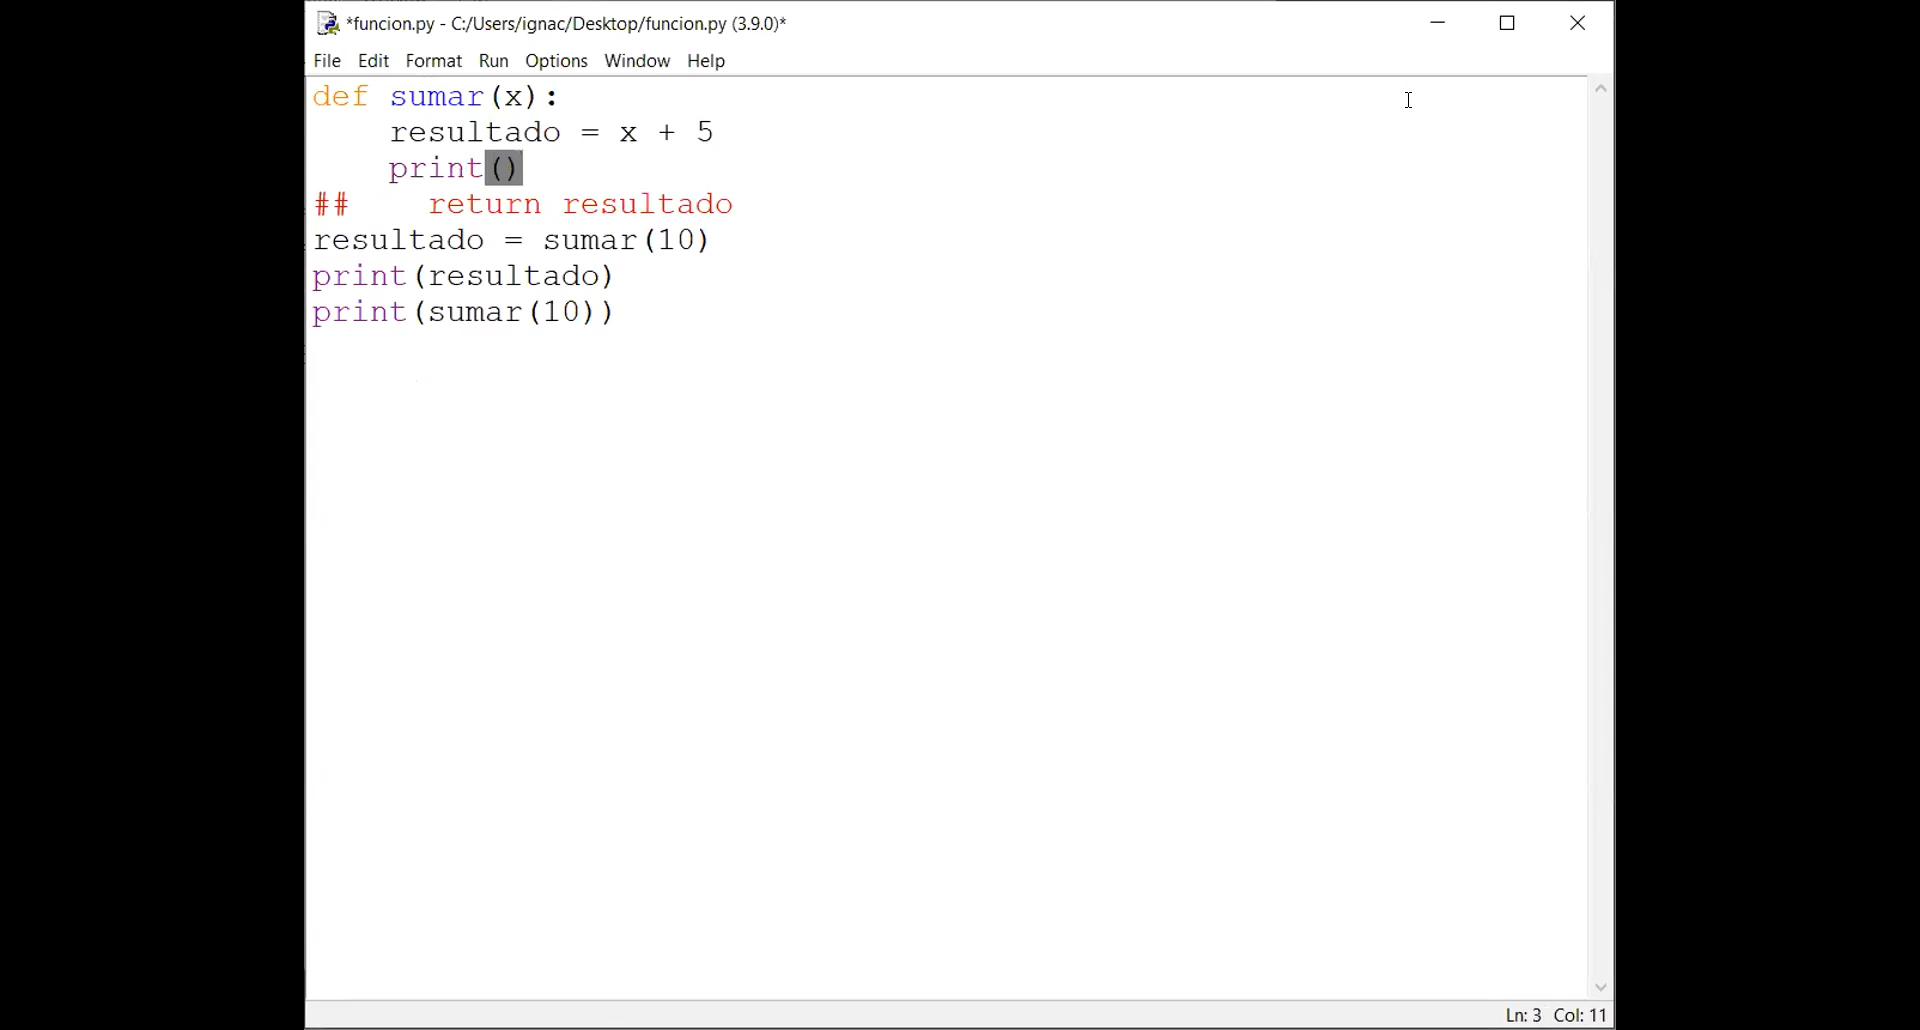 *funcion.py - C:/Users/ignac/Desktop/funcion.py (3.9.0)*
File Edit Format Run Options Window Help
def sumar(x):
    resultado = x + 5
    print()
##    return resultado
resultado = sumar(10)
print(resultado)
print(sumar(10))
Ln: 3 Col: 11